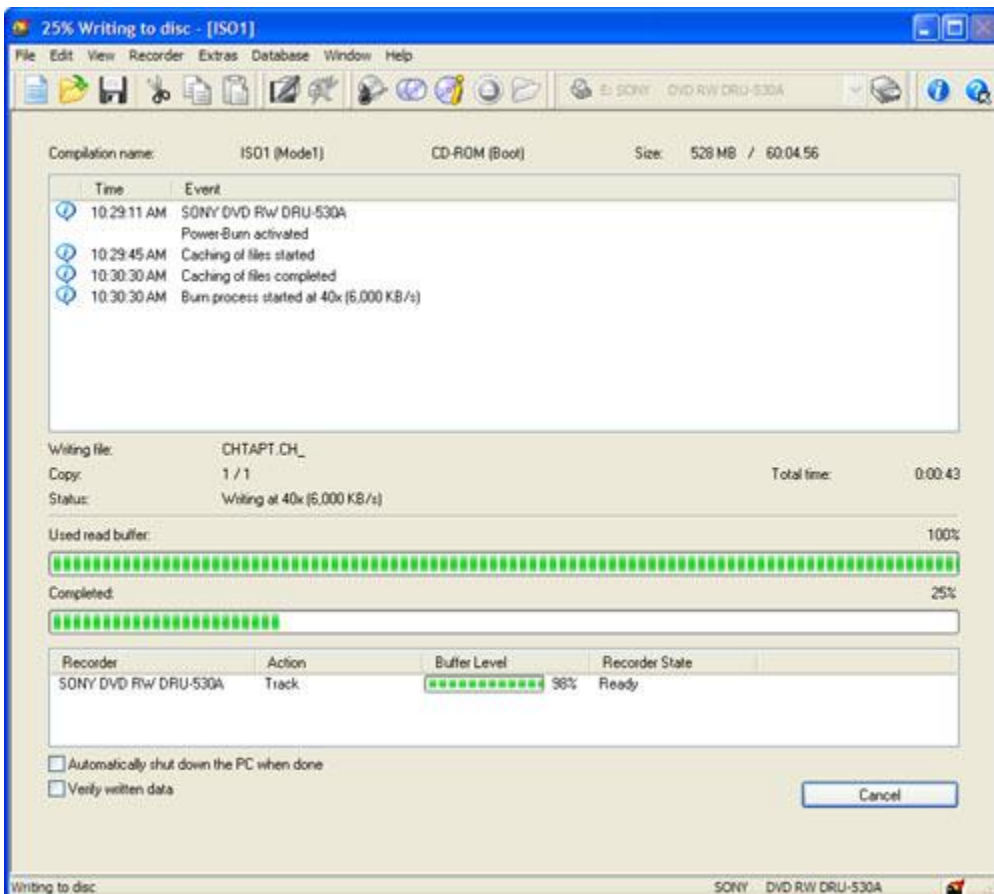 25% Writing to disc - [ISO1]
File Edit View Recorder Extras Database Window Help
E: SONY DVD RW DRU-530A
Compilation name: ISO1 (Mode1) CD-ROM (Boot) Size: 528 MB / 60:04.56
Time Event
10:29:11 AM SONY DVD RW DRU-530A
Power-Burn activated
10:29:45 AM Caching of files started
10:30:30 AM Caching of files completed
10:30:30 AM Burn process started at 40x (6,000 KB/s)
Writing file: CHTAPT.CH_
Copy: 1 / 1 Total time: 0:00:43
Status: Writing at 40x (6,000 KB/s)
Used read buffer: 100%
Completed: 25%
Recorder Action Buffer Level Recorder State
SONY DVD RW DRU-530A Track 98% Ready
Automatically shut down the PC when done
Verify written data
Cancel
Writing to disc SONY DVD RW DRU-530A